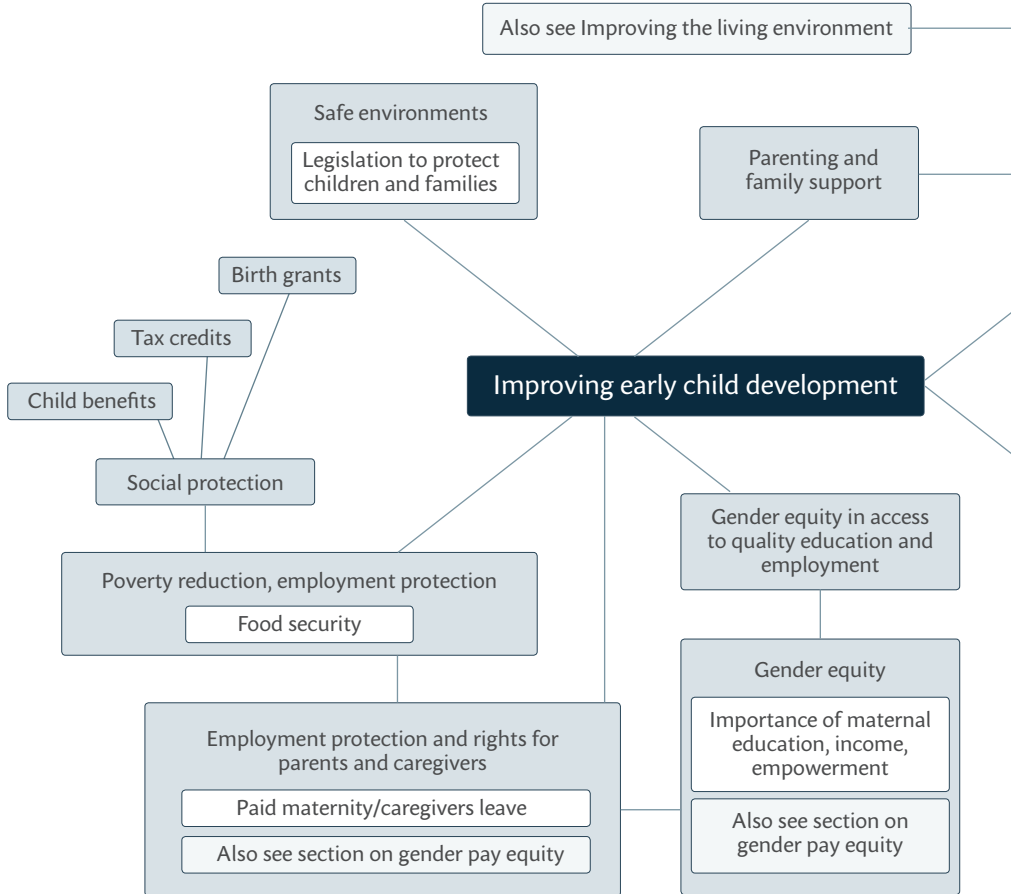 Also see Improving the living environment
Safe environments
Legislation to protect
children and families
Parenting and
family support
Birth grants
Tax credits
Child benefits
Social protection
Improving early child development
Poverty reduction, employment protection
Food security
Gender equity in access
to quality education and
employment
Employment protection and rights for
parents and caregivers
Paid maternity/caregivers leave
Also see section on gender pay equity
Gender equity
Importance of maternal
education, income,
empowerment
Also see section on
gender pay equity